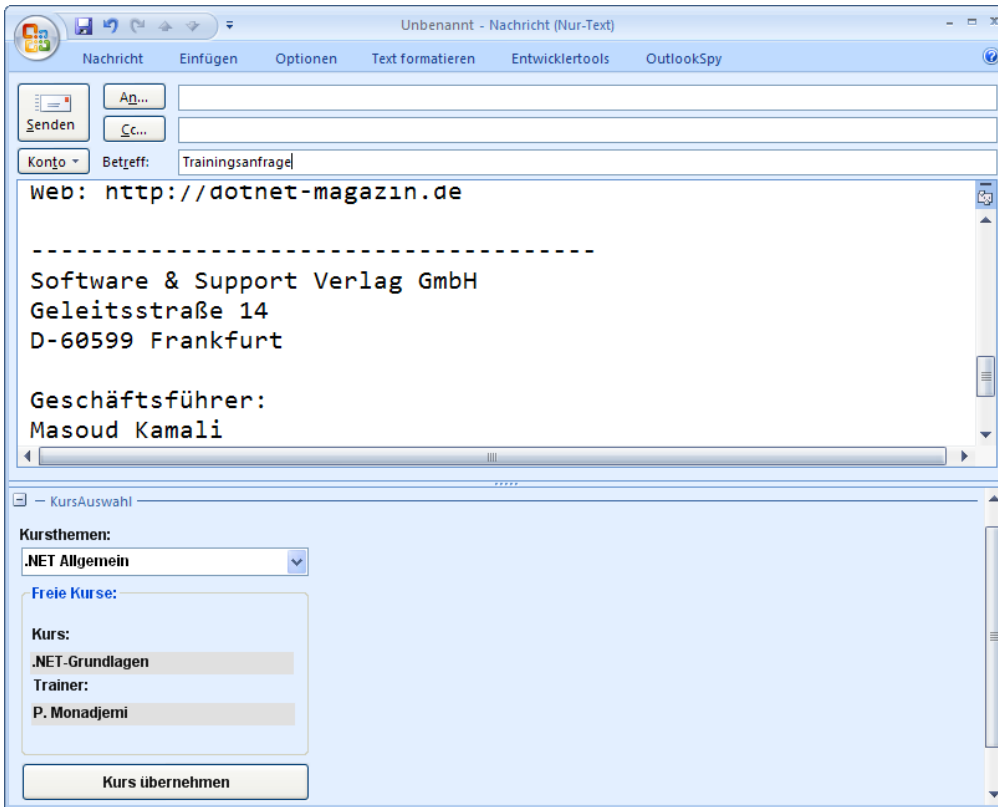 Unbenannt - Nachricht (Nur-Text)
Nachricht Einfügen Optionen Text formatieren Entwicklertools OutlookSpy
An...
Senden
Cc...
Konto Betreff: Trainingsanfrage
Web: http://dotnet-magazin.de
----------------------------------------
Software & Support Verlag GmbH
Geleitsstraße 14
D-60599 Frankfurt
Geschäftsführer:
Masoud Kamali
KursAuswahl
Kursthemen:
.NET Allgemein
Freie Kurse:
Kurs:
.NET-Grundlagen
Trainer:
P. Monadjemi
Kurs übernehmen